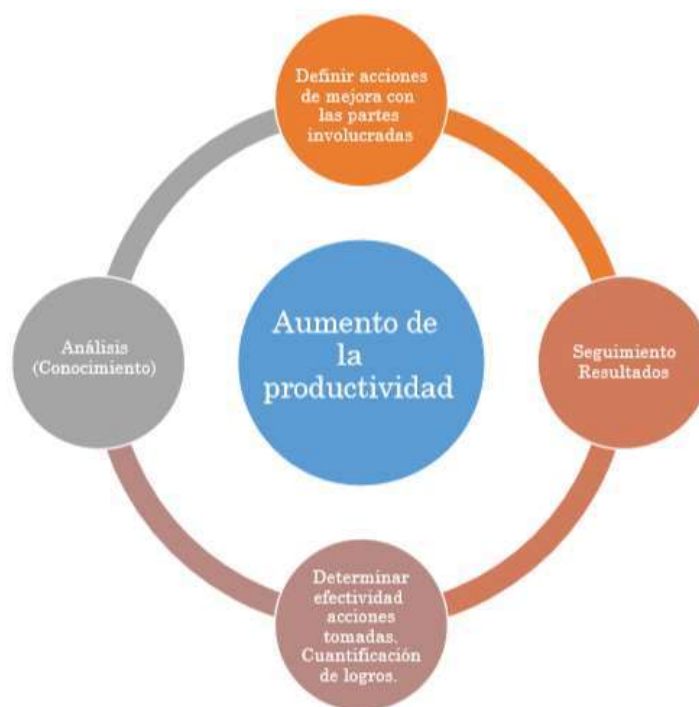 Definir acciones
de mejora con
las partes
involucradas
Análisis
(Conocimiento)
Aumento de
la
productividad
Seguimiento
Resultados
Determinar
efectividad
acciones
tomadas.
Cuantificación
de logros.